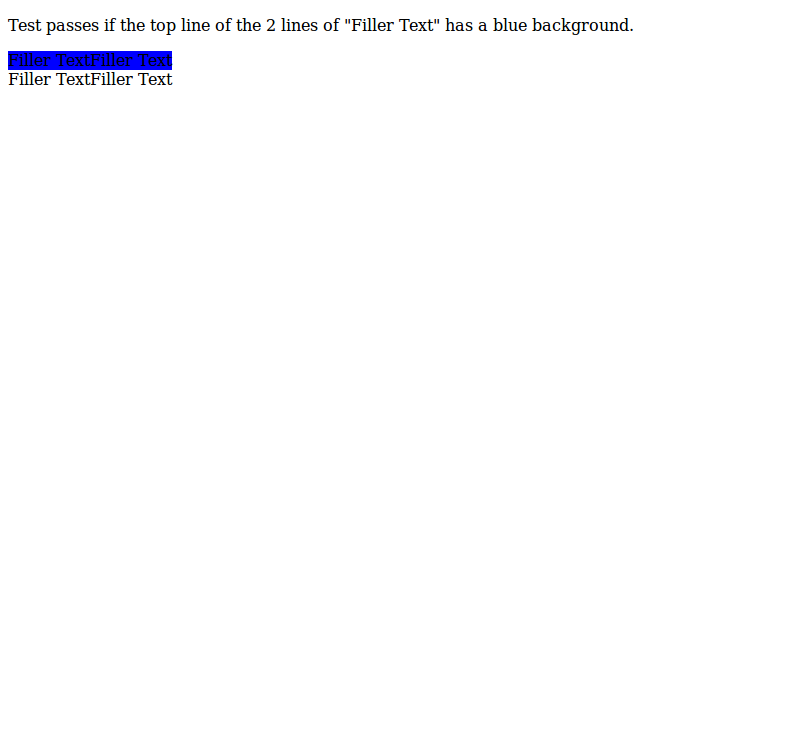 Test passes if the top line of the 2 lines of "Filler Text" has a blue background.
Filler TextFiller Text
Filler TextFiller Text